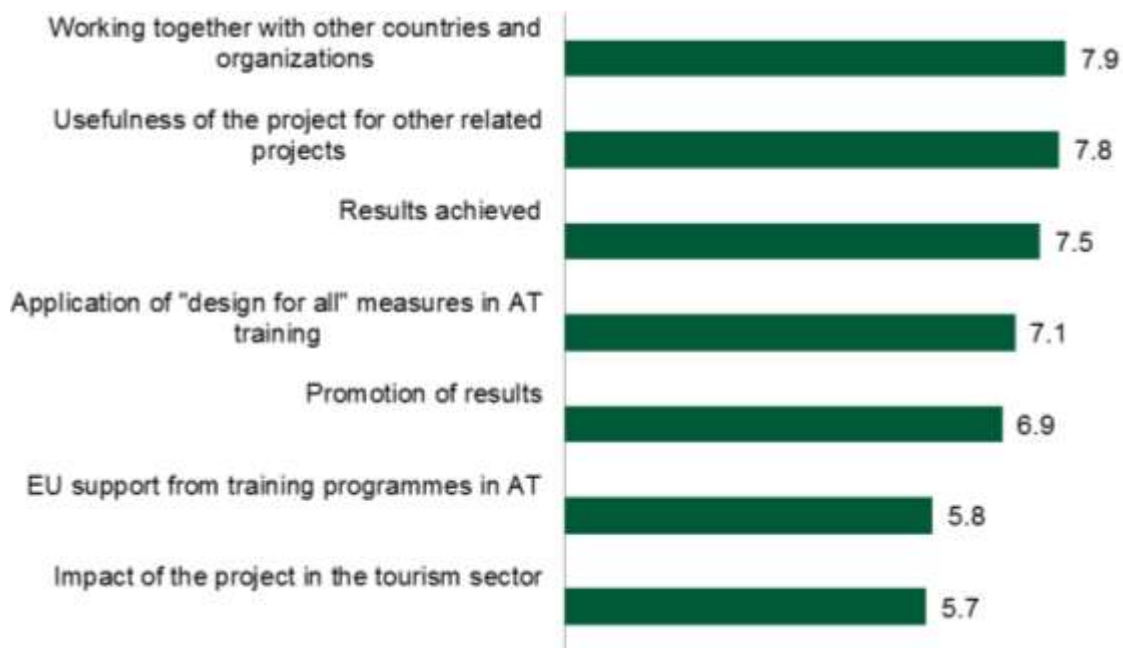 Working together with other countries and
organizations
7.9
Usefulness of the project for other related
projects
7.8
Results achieved
7.5
Application of "design for all" measures in AT
training
7.1
Promotion of results
6.9
EU support from training programmes in AT
5.8
Impact of the project in the tourism sector
5.7